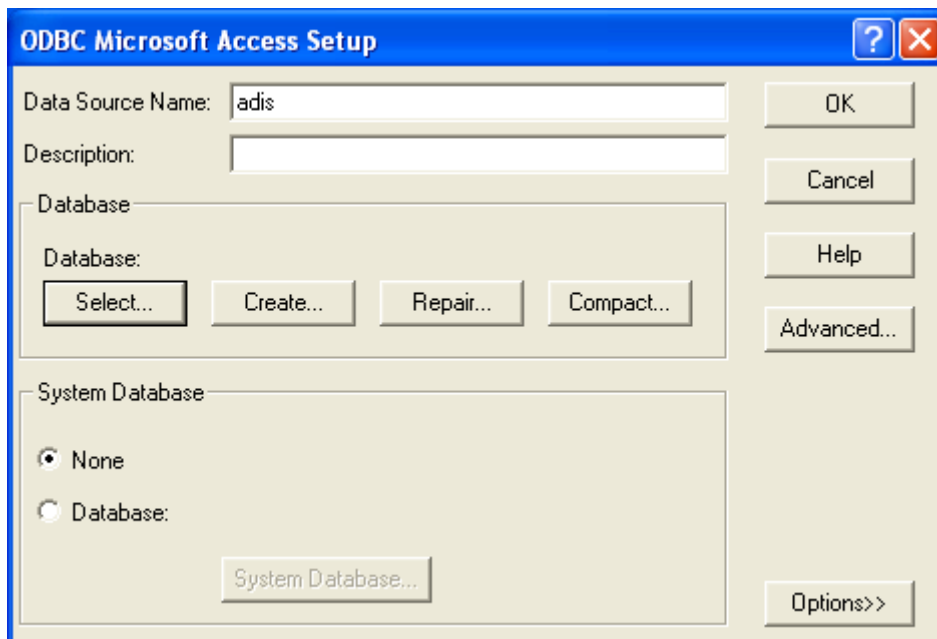 ODBC Microsoft Access Setup
Data Source Name: adis
OK
Description:
Cancel
Database
Database:
Help
Select... Create... Repair... Compact...
Advanced...
System Database
None
Database:
System Database...
Options>>